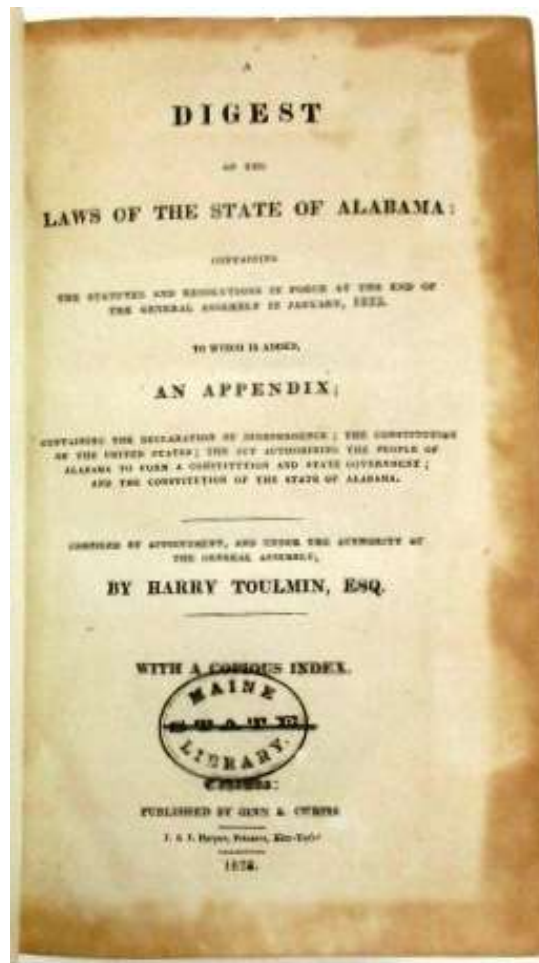 A
DIGEST
OF THE
LAWS OF THE STATE OF ALABAMA:
CONTAINING
THE STATUTES AND RESOLUTIONS IN FORCE AT THE END OF
THE GENERAL ASSEMBLY IN JANUARY, 1823.
TO WHICH IS ADDED,
AN APPENDIX;
CONTAINING THE DECLARATION OF INDEPENDENCE; THE CONSTITUTION
OF THE UNITED STATES; THE ACT AUTHORIZING THE PEOPLE OF
ALABAMA TO FORM A CONSTITUTION AND STATE GOVERNMENT;
AND THE CONSTITUTION OF THE STATE OF ALABAMA.
COMPILED BY APPOINTMENT, AND UNDER THE AUTHORITY OF
THE GENERAL ASSEMBLY,
BY HARRY TOULMIN, ESQ.
WITH A COPIOUS INDEX.
MAINE
STATE
LIBRARY.
Cahawba:
PUBLISHED BY GINN & CURTIS
J. & J. Harper, Printers, New-York